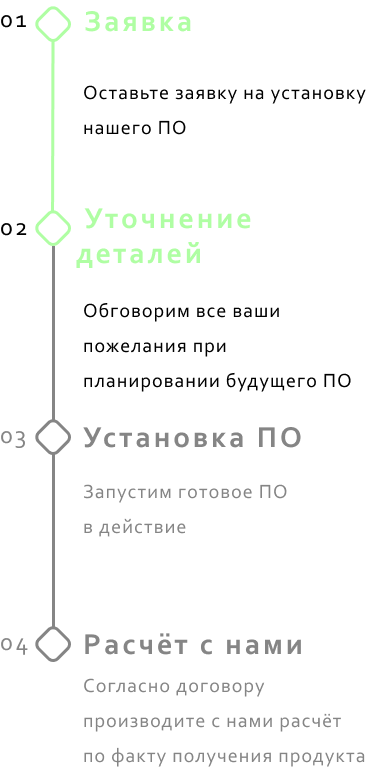 01 Заявка
Оставьте заявку на установку
нашего ПО
02 Уточнение
деталей
Обговорим все ваши
пожелания при
планировании будущего ПО
03 Установка ПО
Запустим готовое ПО
в действие
04 Расчёт с нами
Согласно договору
производите с нами расчёт
по факту получения продукта